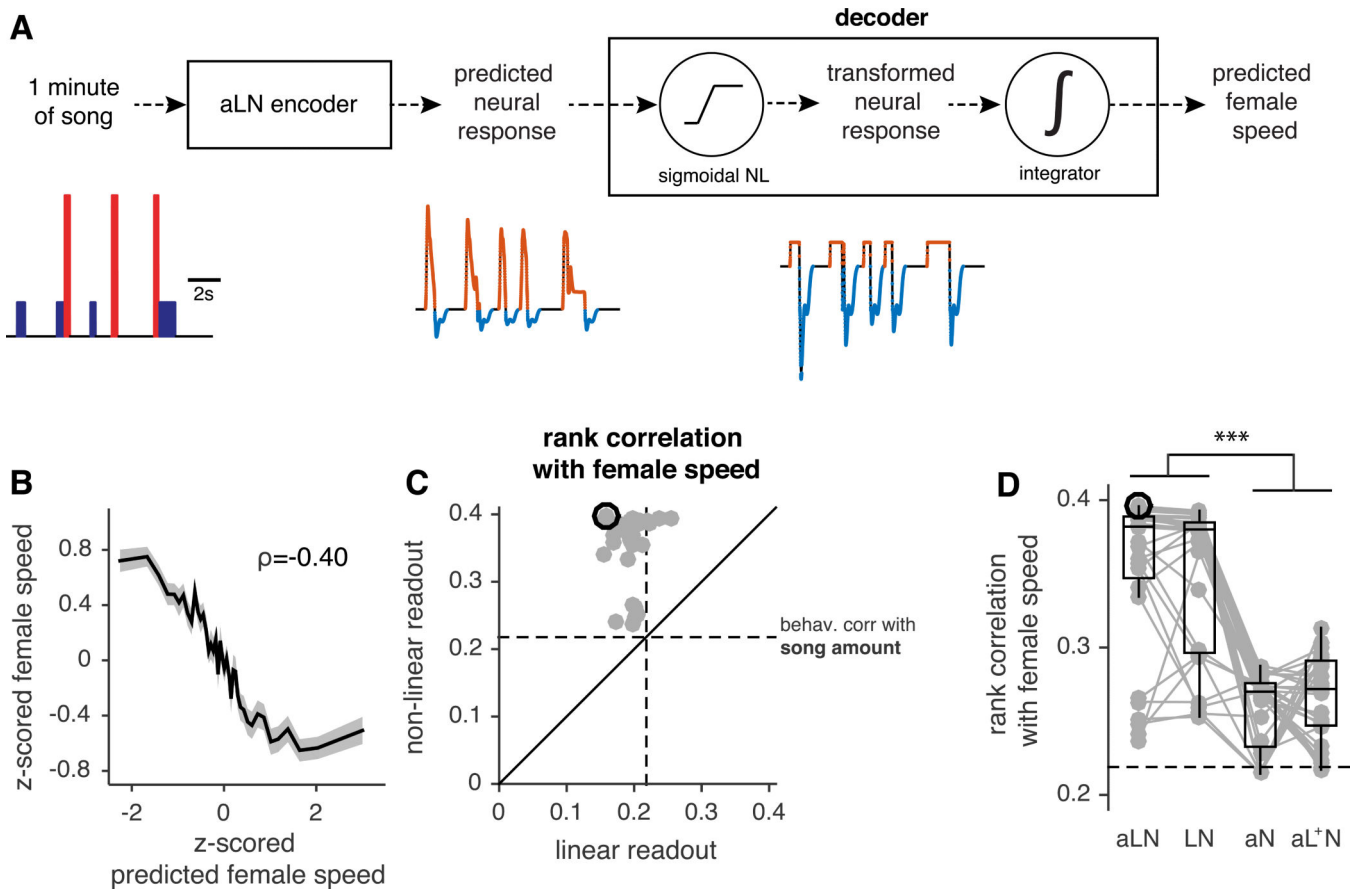 A
decoder
1 minute
of song
aLN encoder
predicted
neural
response
sigmoidal NL
transformed
neural
response
∫
integrator
predicted
female
speed
2s
B
z-scored female speed
0.8
0.4
0
-0.4
-0.8
ρ=-0.40
-2
0
2
z-scored
predicted female speed
C
rank correlation
with female speed
non-linear readout
0.4
0.3
0.2
0.1
0
0
0.1
0.2
0.3
0.4
linear readout
behav. corr with
song amount
D
***
rank correlation
with female speed
0.4
0.3
0.2
aLN
LN
aN
aL⁺N